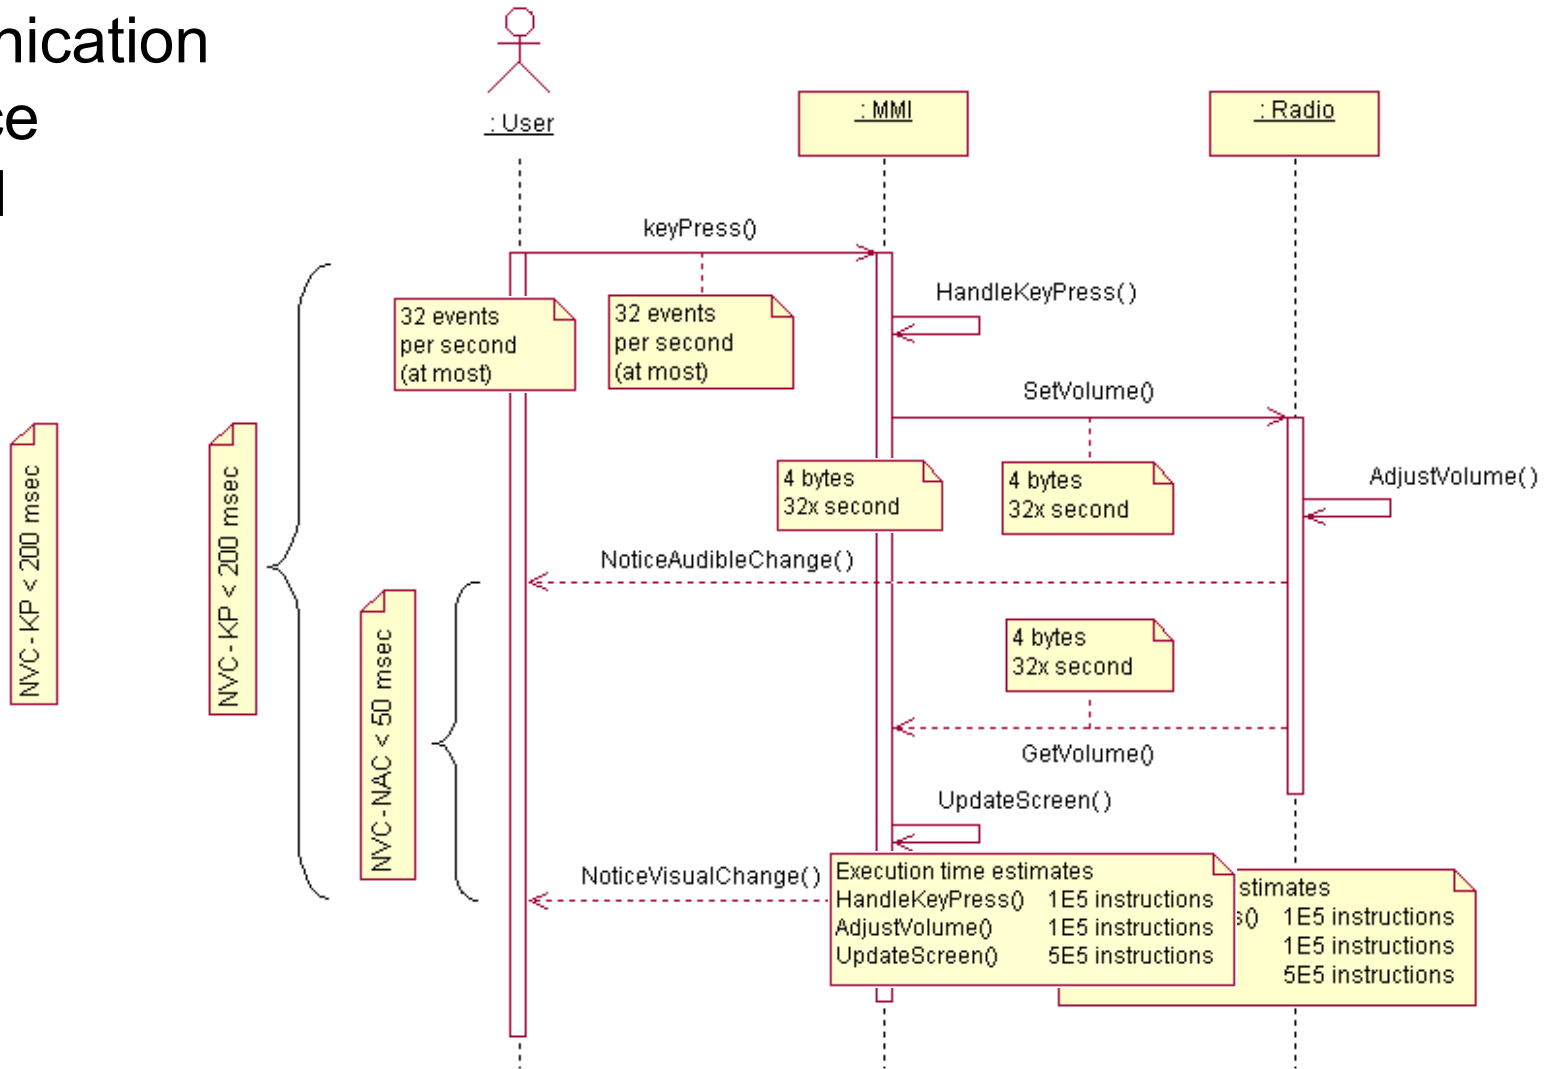 nication
ce
: User
: MMI
: Radio
keyPress()
HandleKeyPress()
32 events
per second
(at most)
32 events
per second
(at most)
SetVolume()
4 bytes
32x second
4 bytes
32x second
AdjustVolume()
NVC-KP < 200 msec
NVC-KP < 200 msec
NoticeAudibleChange()
NVC-NAC < 50 msec
4 bytes
32x second
GetVolume()
UpdateScreen()
NoticeVisualChange()
Execution time estimates
HandleKeyPress() 1E5 instructions
AdjustVolume() 1E5 instructions
UpdateScreen() 5E5 instructions
stimates
s() 1E5 instructions
1E5 instructions
5E5 instructions